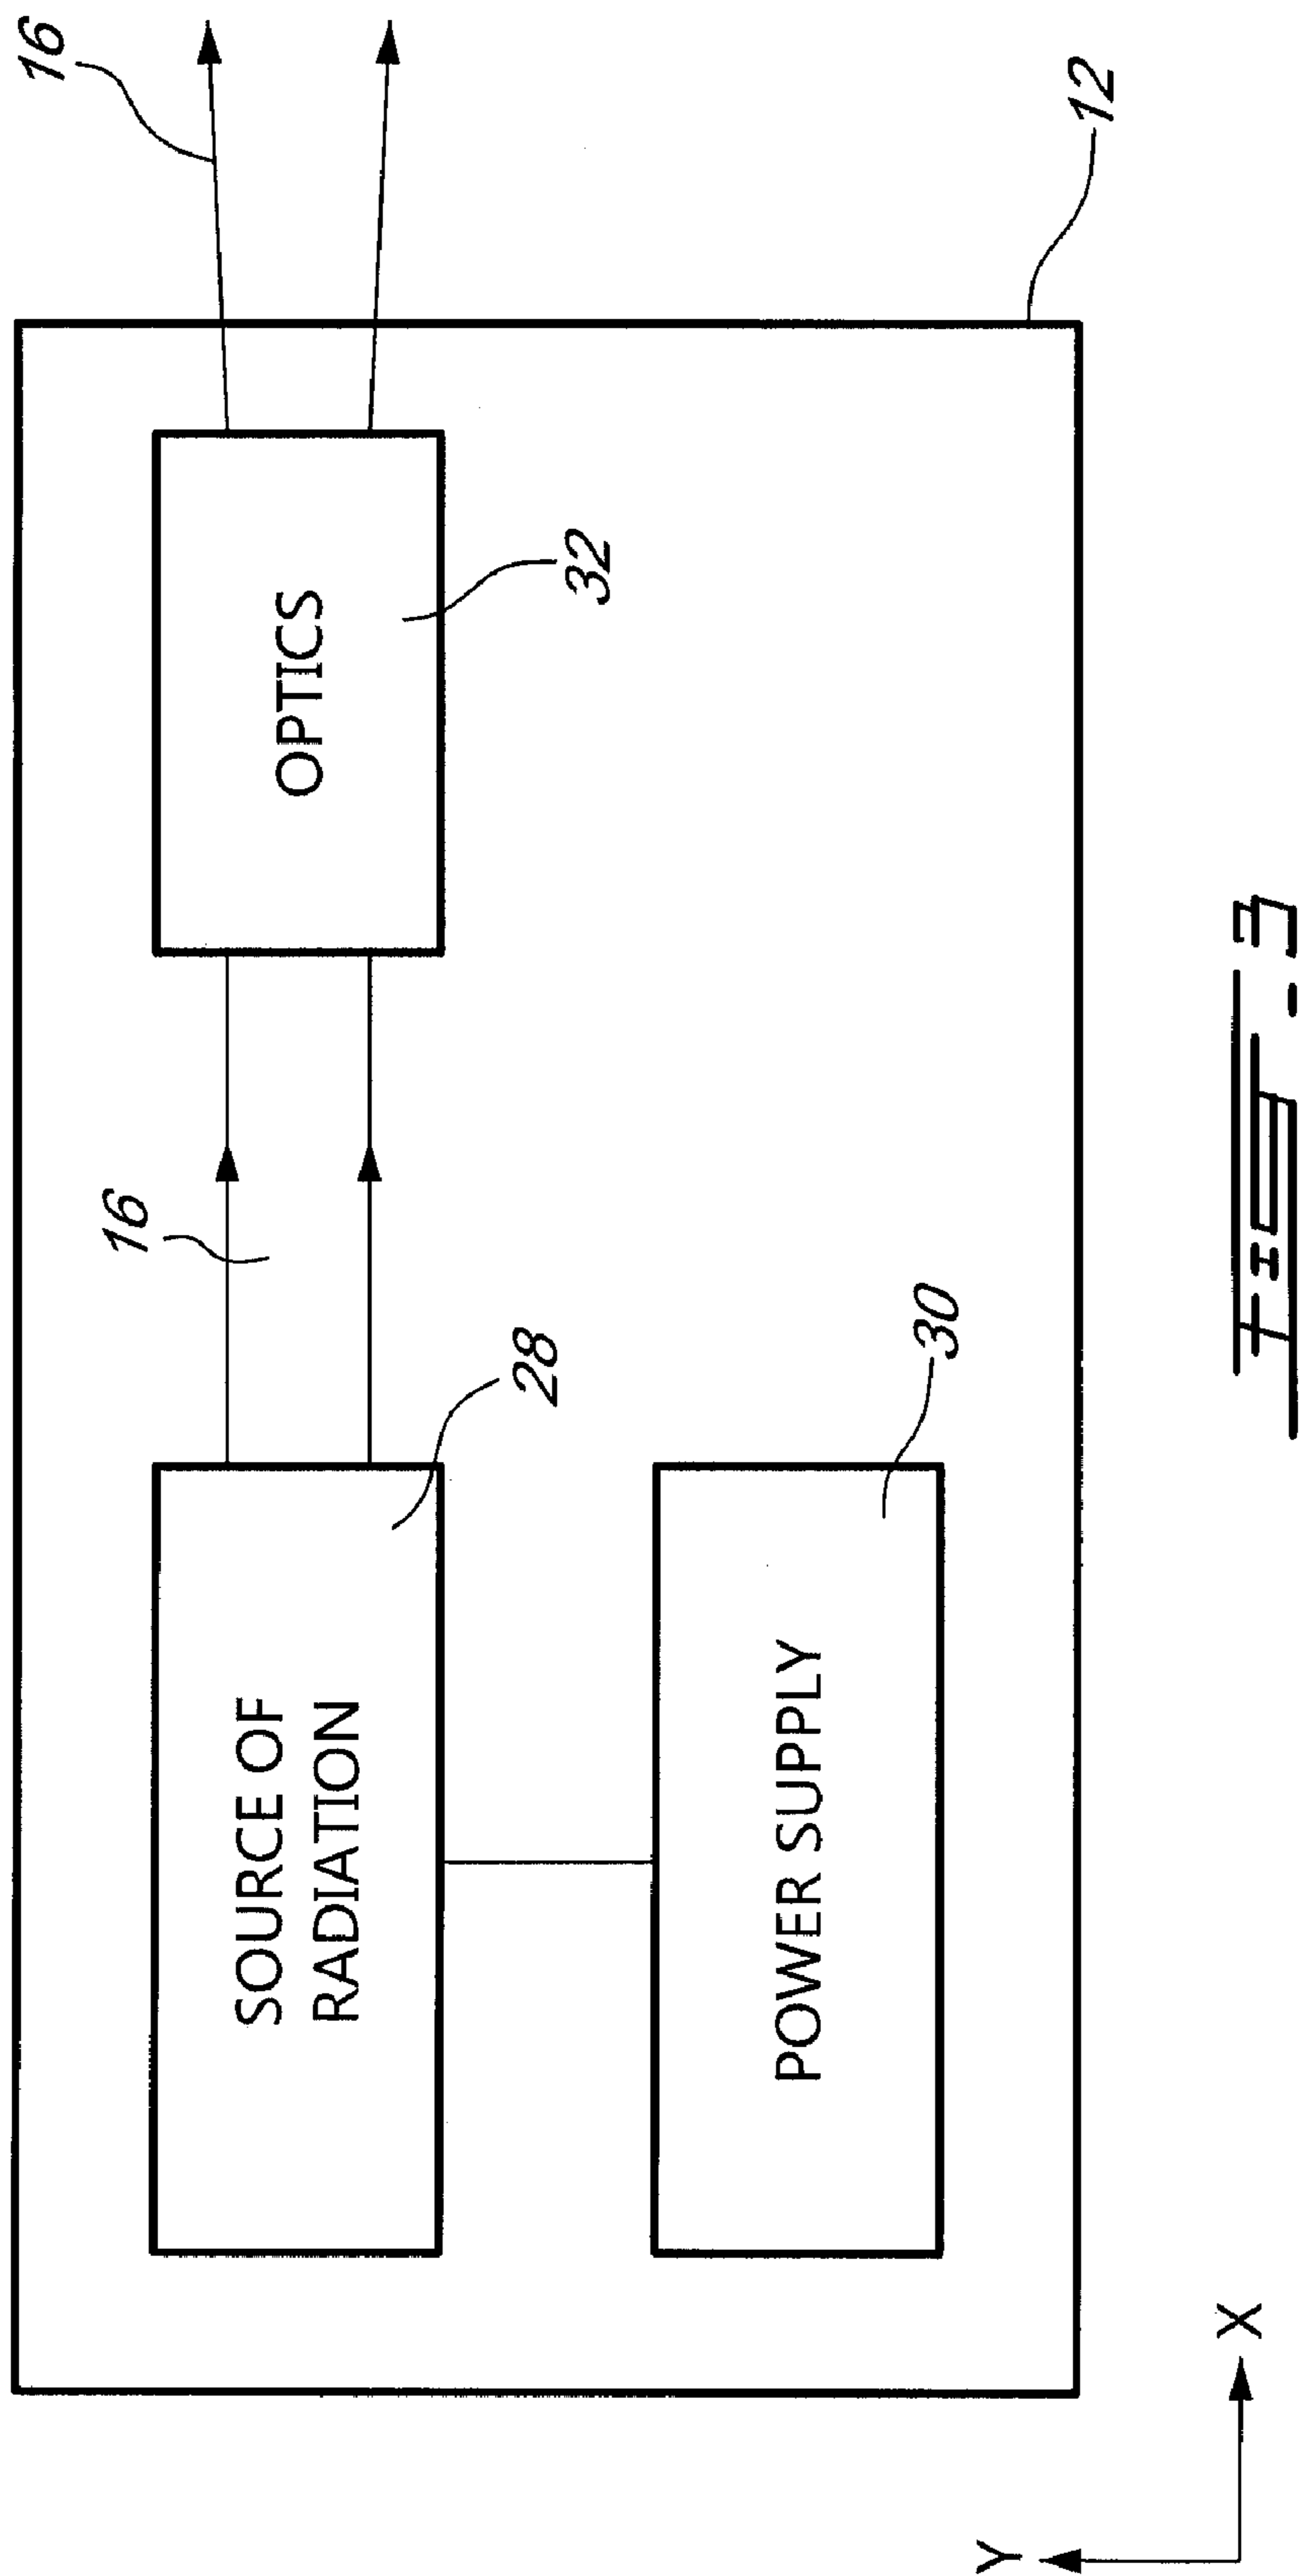 16
12
16
SOURCE OF
RADIATION
28
OPTICS
32
POWER SUPPLY
30
Y
X
FIG. 3